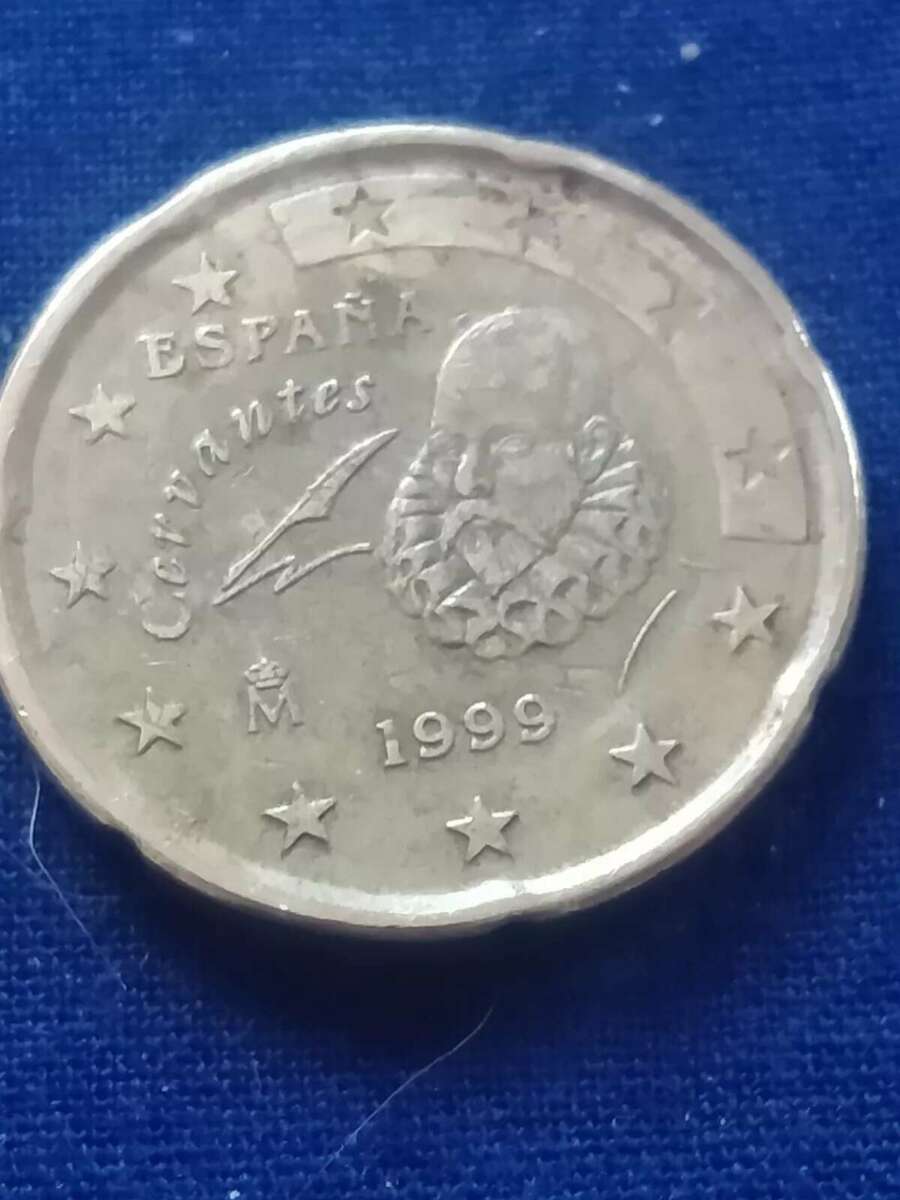 ESPAÑA
Cervantes
M
1999